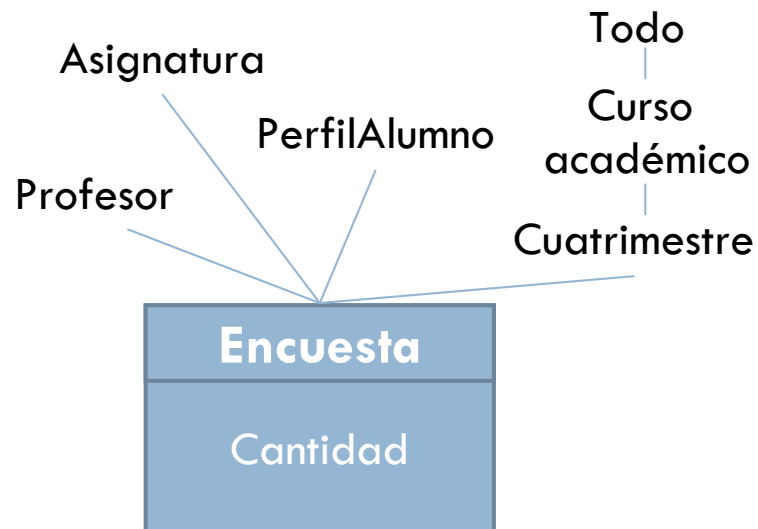 Todo
Asignatura
Curso
académico
PerfilAlumno
Profesor
Cuatrimestre
Encuesta
Cantidad